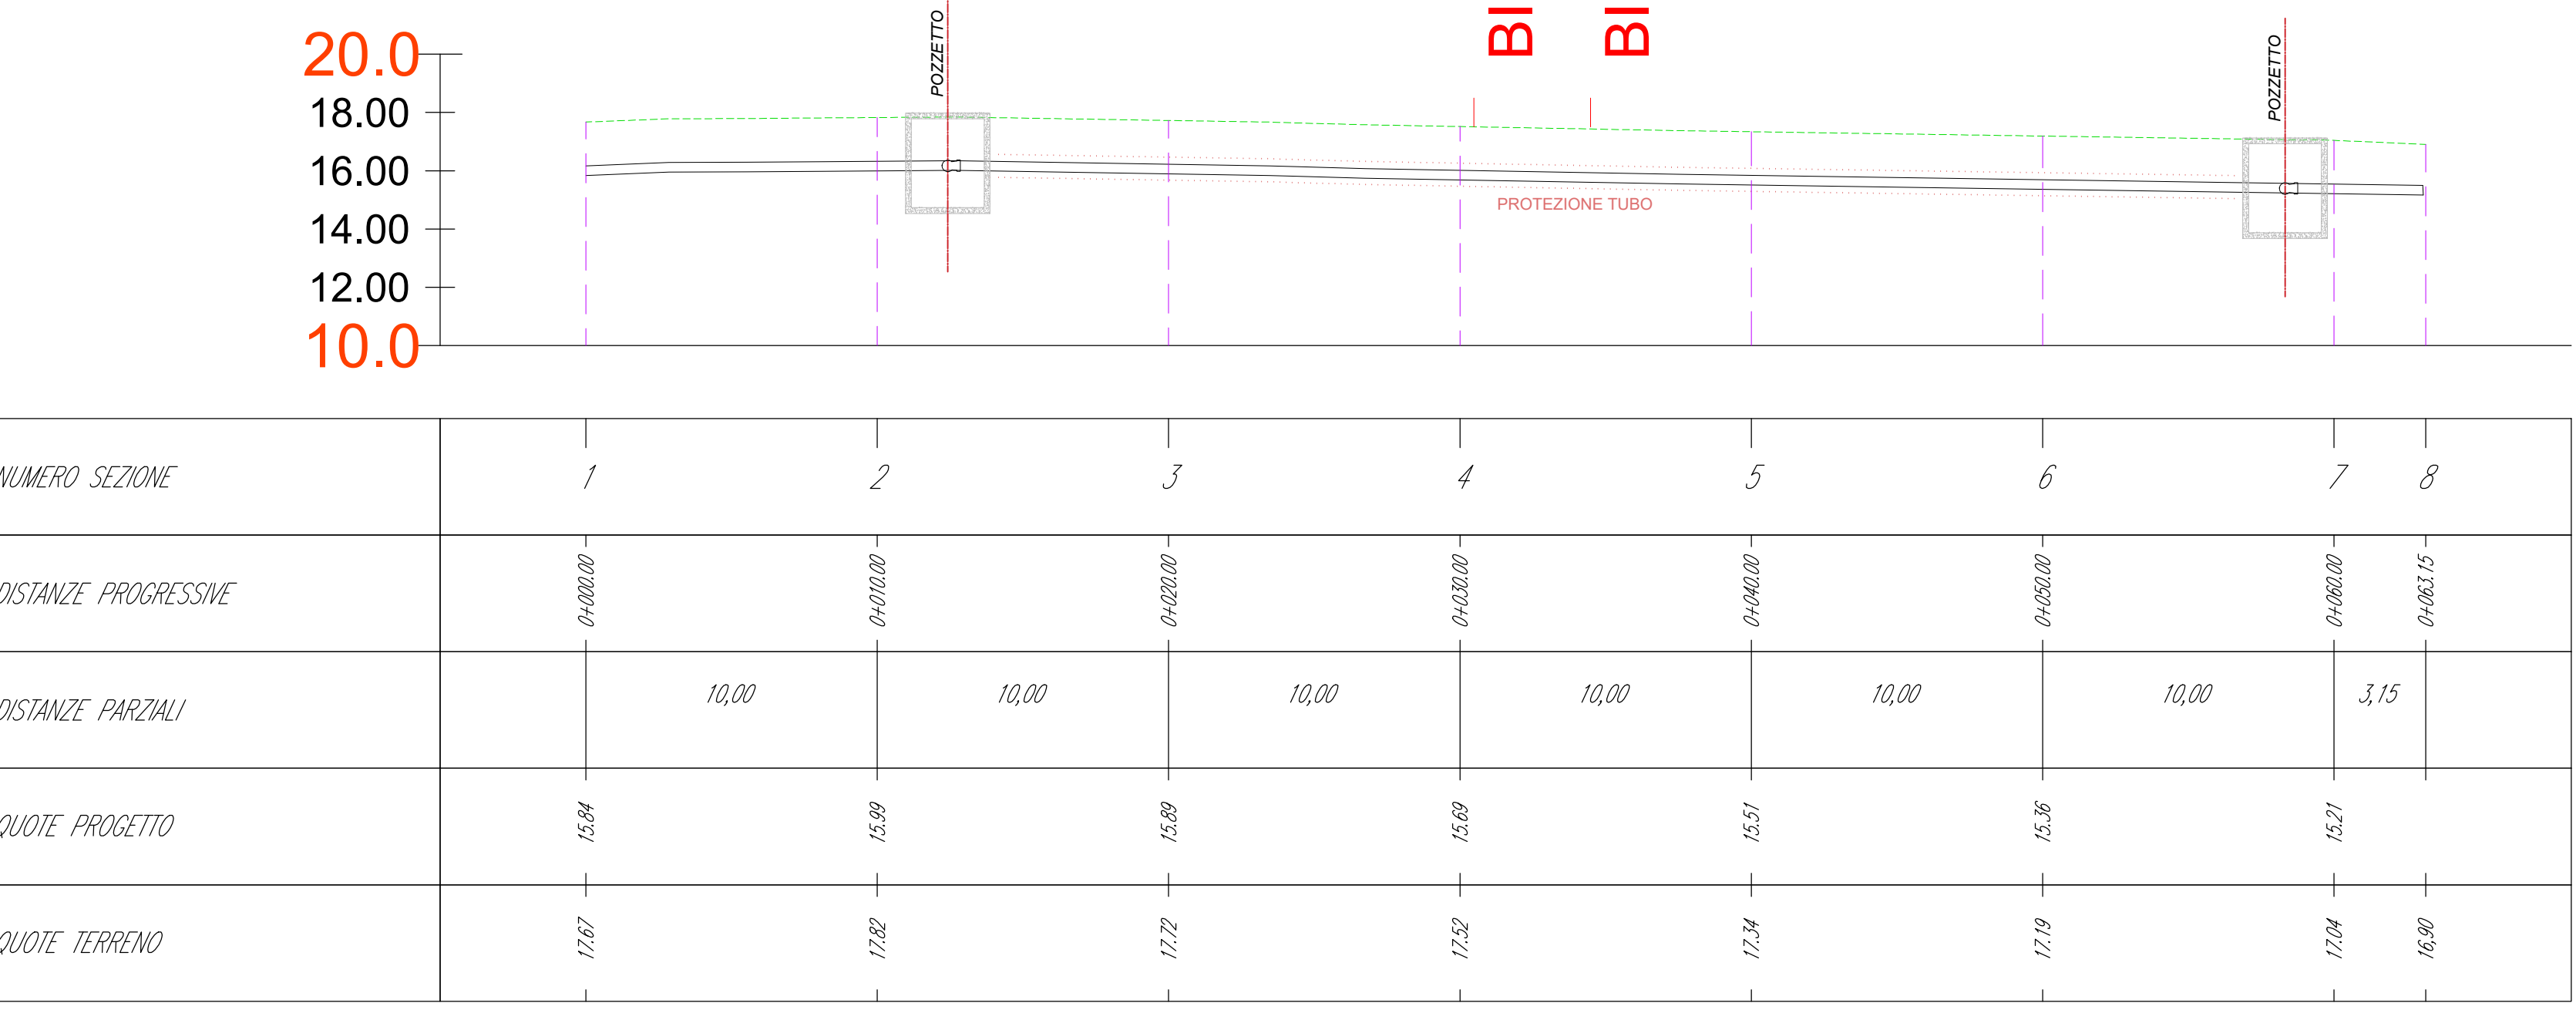 POZZETTO
BI
BI
POZZETTO
20.0
18.00
16.00
14.00
12.00
10.0
PROTEZIONE TUBO
NUMERO SEZIONE 1 2 3 4 5 6 7 8
DISTANZE PROGRESSIVE 0+000.00 0+010.00 0+020.00 0+030.00 0+040.00 0+050.00 0+060.00 0+063.15
DISTANZE PARZIALI 10,00 10,00 10,00 10,00 10,00 10,00 3,15
QUOTE PROGETTO 15.84 15.99 15.89 15.69 15.51 15.36 15.21
QUOTE TERRENO 17.67 17.82 17.72 17.52 17.34 17.19 17.04 16,90